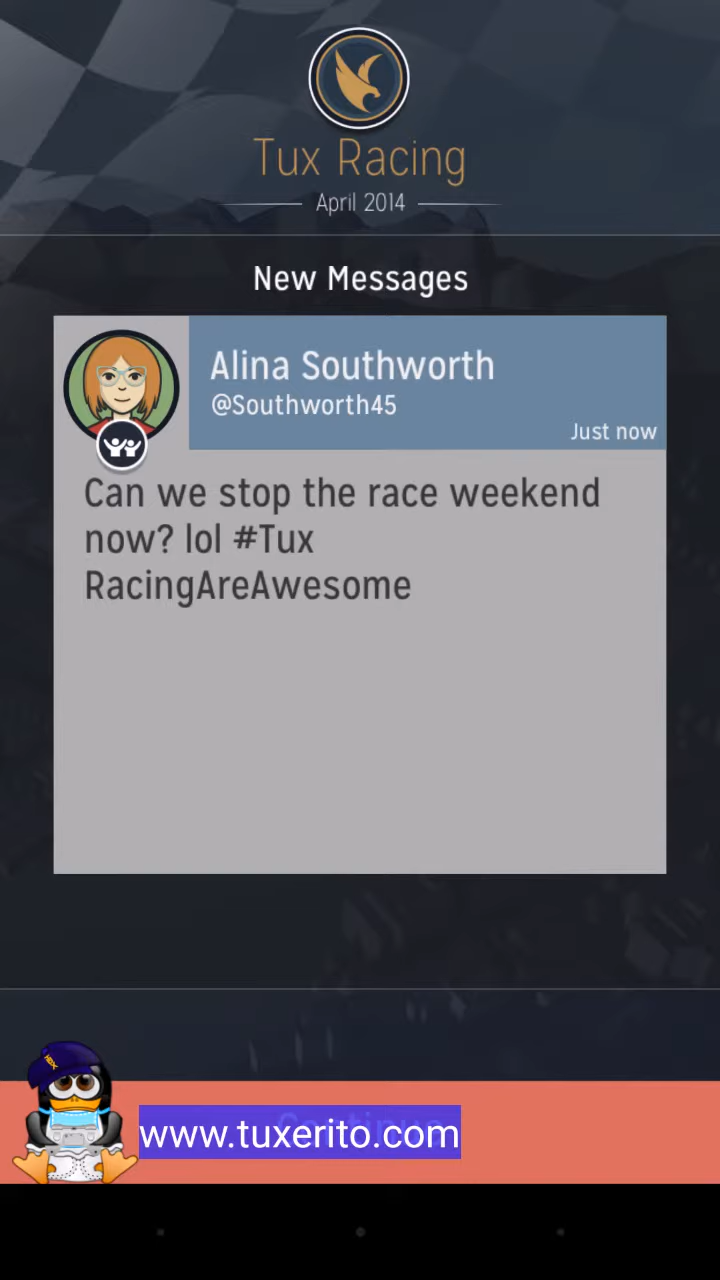 Tux Racing
April 2014
New Messages
Alina Southworth
@Southworth45
Just now
Can we stop the race weekend
now? lol #Tux
RacingAreAwesome
www.tuxerito.com